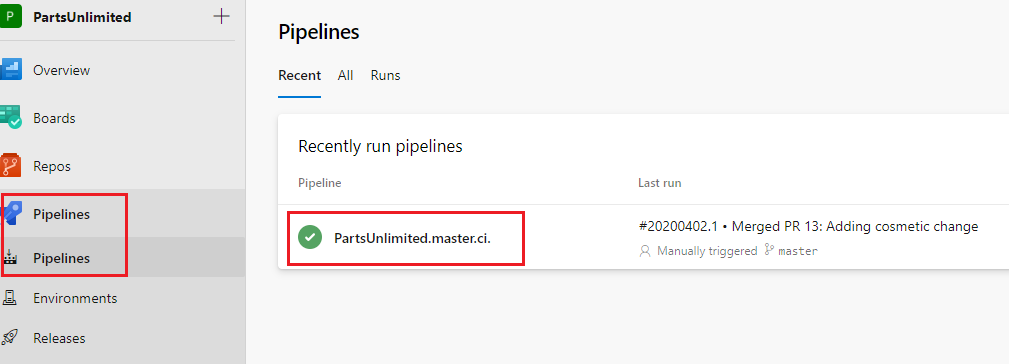 P PartsUnlimited
Overview
Boards
Repos
Pipelines
Pipelines
Environments
Releases
Pipelines
Recent All Runs
Recently run pipelines
Pipeline Last run
PartsUnlimited.master.ci. #20200402.1 • Merged PR 13: Adding cosmetic change
Manually triggered master